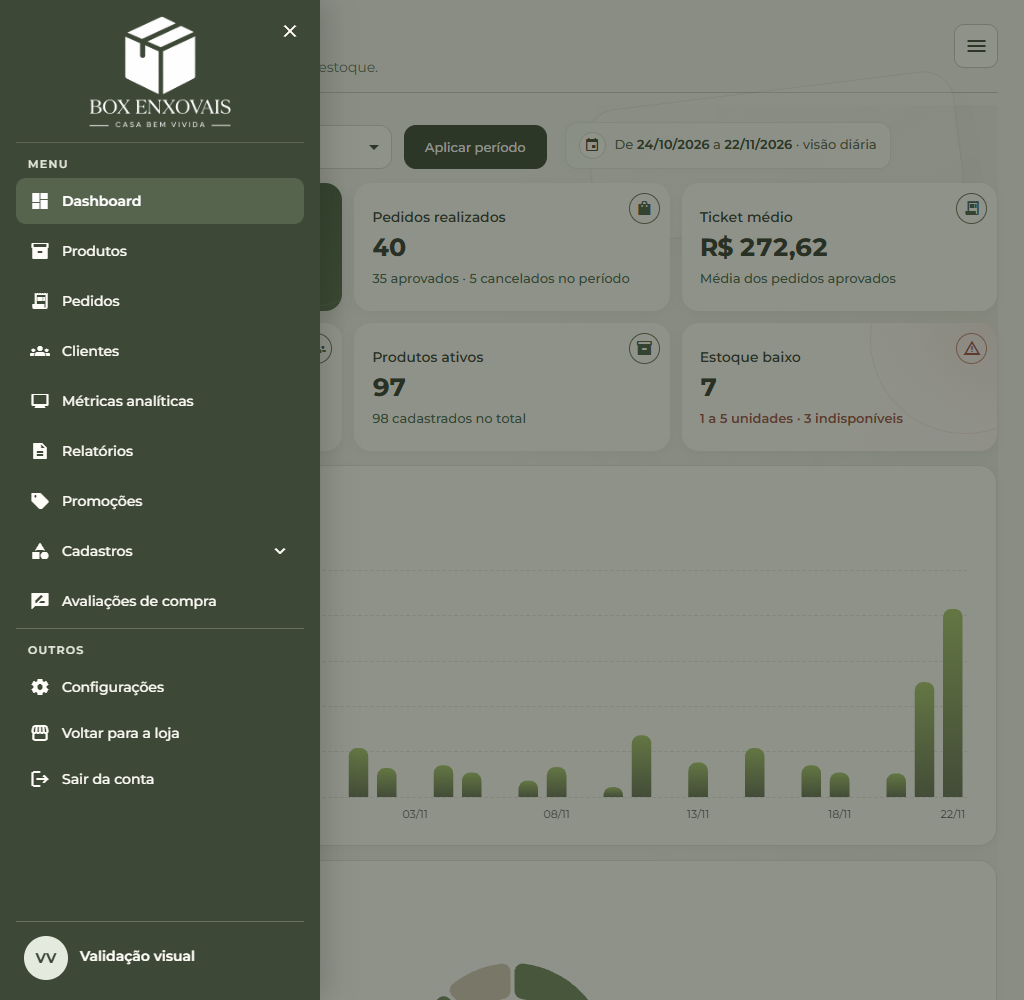 BOX ENXOVAIS
CASA BEM VIVIDA
MENU
Dashboard
Produtos
Pedidos
Clientes
Métricas analíticas
Relatórios
Promoções
Cadastros
Avaliações de compra
OUTROS
Configurações
Voltar para a loja
Sair da conta
VV
Validação visual
estoque.
Aplicar período
De 24/10/2026 a 22/11/2026 · visão diária
Pedidos realizados
40
35 aprovados · 5 cancelados no período
Ticket médio
R$ 272,62
Média dos pedidos aprovados
Produtos ativos
97
98 cadastrados no total
Estoque baixo
7
1 a 5 unidades · 3 indisponíveis
03/11
08/11
13/11
18/11
22/11